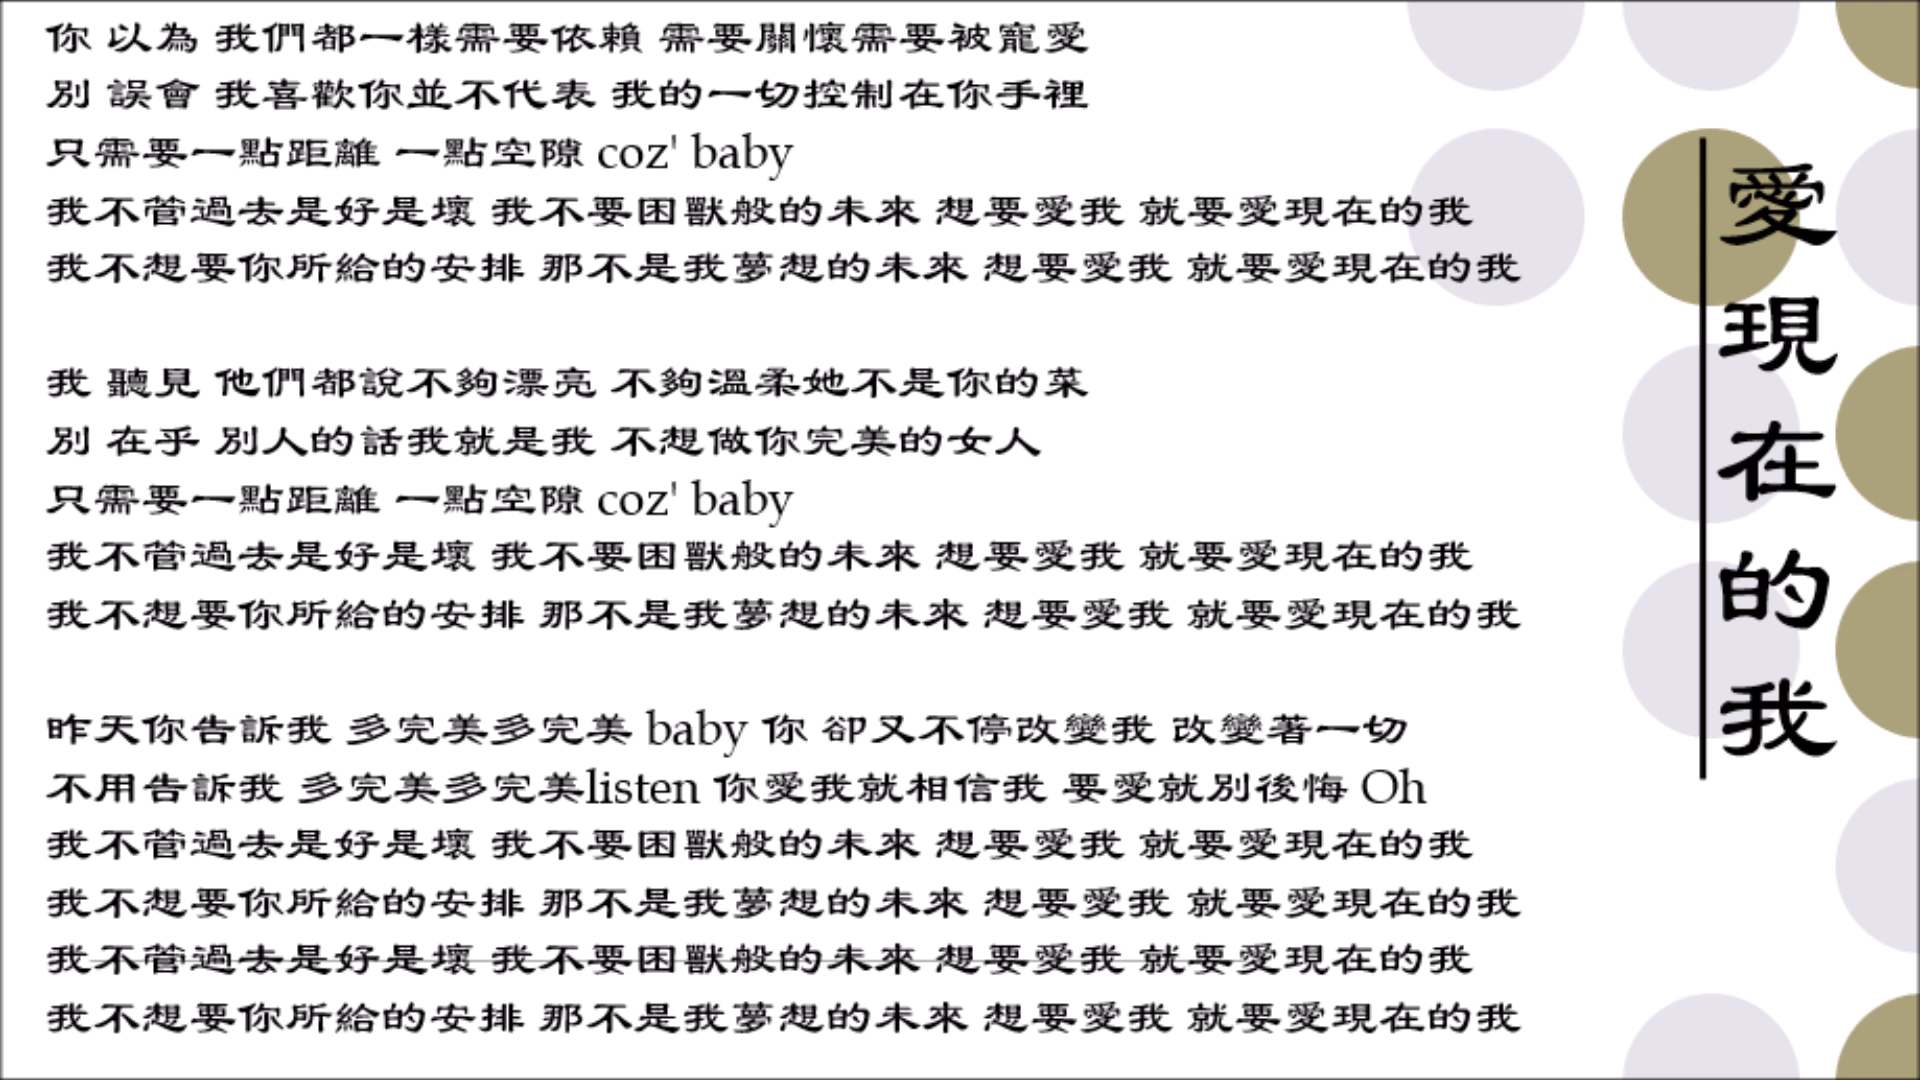 你 以為 我們都一樣需要依賴 需要關懷需要被寵愛
別 誤會 我喜歡你並不代表 我的一切控制在你手裡
只需要一點距離 一點空隙 coz' baby
我不管過去是好是壞 我不要困獸般的未來 想要愛我 就要愛現在的我
我不想要你所給的安排 那不是我夢想的未來 想要愛我 就要愛現在的我
我 聽見 他們都說不夠漂亮 不夠溫柔她不是你的菜
別 在乎 別人的話我就是我 不想做你完美的女人
只需要一點距離 一點空隙 coz' baby
我不管過去是好是壞 我不要困獸般的未來 想要愛我 就要愛現在的我
我不想要你所給的安排 那不是我夢想的未來 想要愛我 就要愛現在的我
昨天你告訴我 多完美多完美 baby 你 卻又不停改變我 改變著一切
不用告訴我 多完美多完美listen 你愛我就相信我 要愛就別後悔 Oh
我不管過去是好是壞 我不要困獸般的未來 想要愛我 就要愛現在的我
我不想要你所給的安排 那不是我夢想的未來 想要愛我 就要愛現在的我
我不管過去是好是壞 我不要困獸般的未來 想要愛我 就要愛現在的我
我不想要你所給的安排 那不是我夢想的未來 想要愛我 就要愛現在的我
愛現在的我